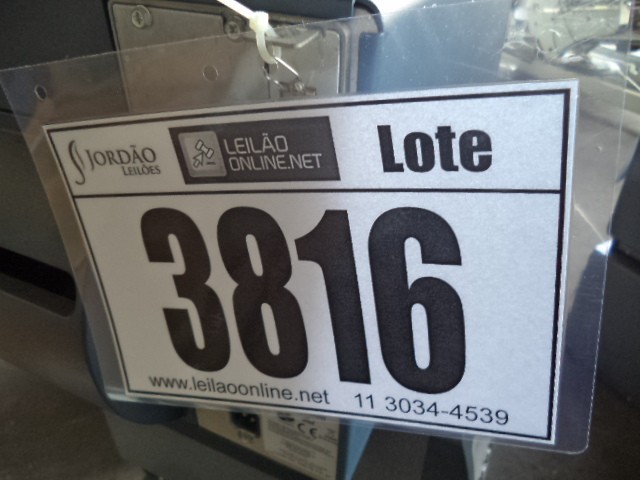 JORDÃO
LEILÕES
LEILÃO
ONLINE.NET
Lote
3816
www.leilaoonline.net
11 3034-4539